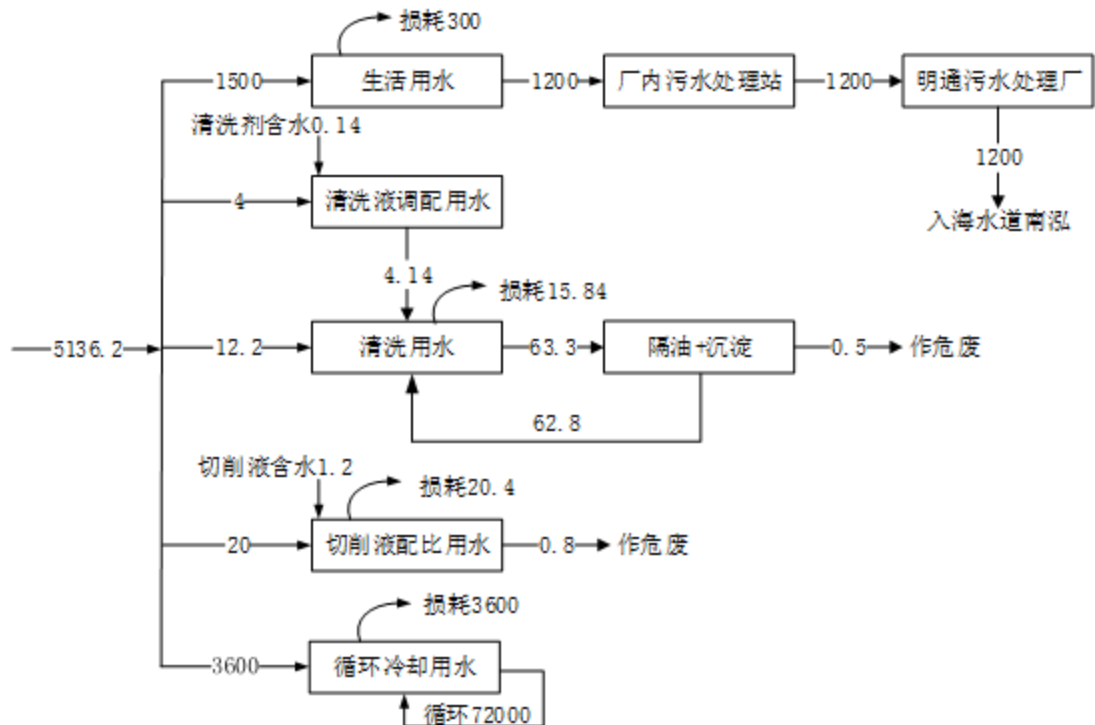 损耗300
1500
生活用水
1200
厂内污水处理站
1200
明通污水处理厂
清洗剂含水0.14
1200
4
清洗液调配用水
入海水道南泓
4.14
损耗15.84
5136.2
12.2
清洗用水
63.3
隔油+沉淀
0.5
作危废
62.8
切削液含水1.2
损耗20.4
20
切削液配比用水
0.8
作危废
损耗3600
3600
循环冷却用水
循环72000